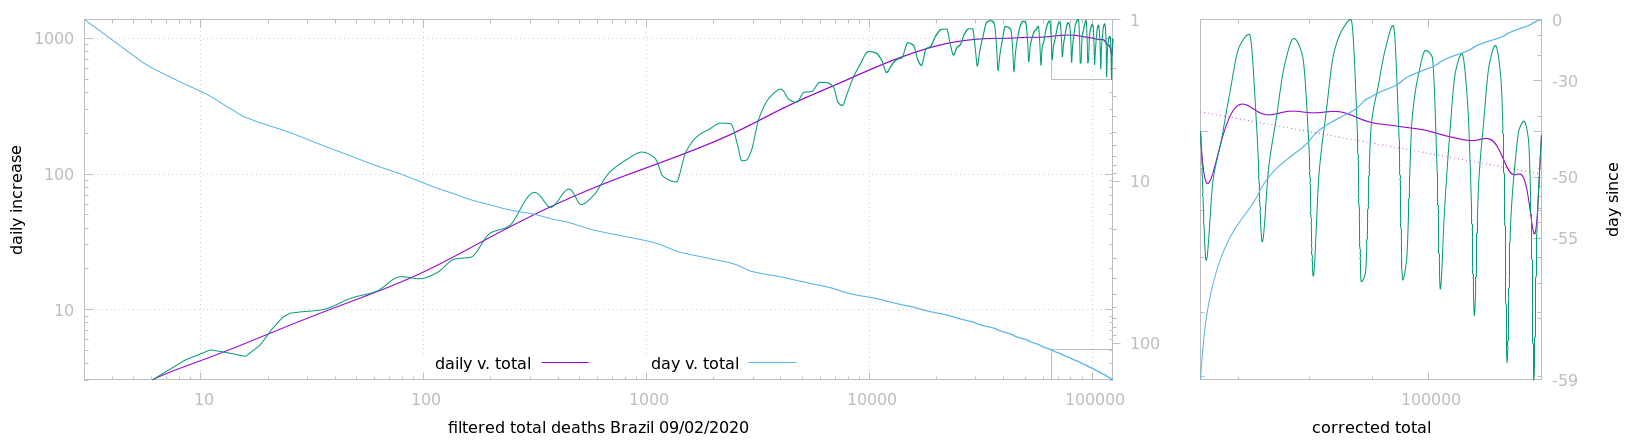 1000
100
10
daily increase
daily v. total
day v. total
10
100
1000
10000
100000
filtered total deaths Brazil 09/02/2020
1
10
100
0
-30
-50
-55
-59
day since
100000
corrected total